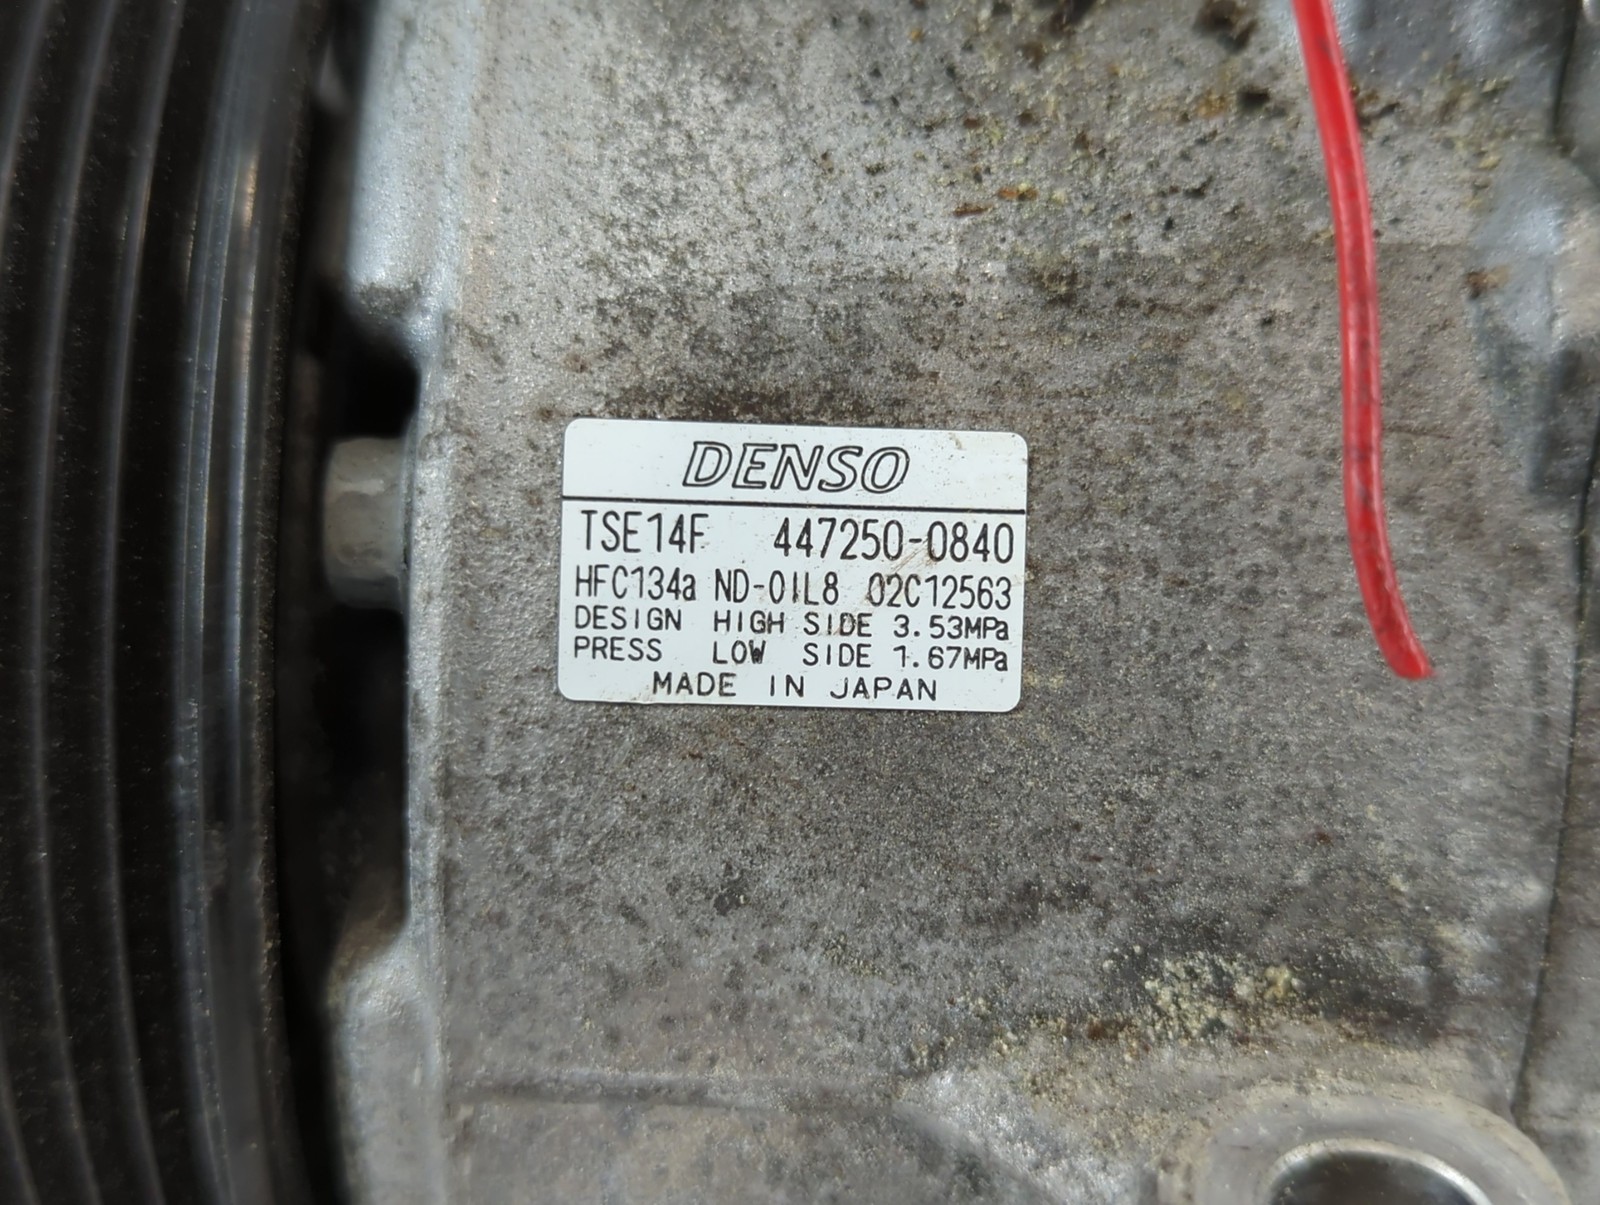 DENSO
TSE14F 447250-0840
HFC134a ND-OIL8 02C12563
DESIGN HIGH SIDE 3.53MPa
PRESS LOW SIDE 1.67MPa
MADE IN JAPAN